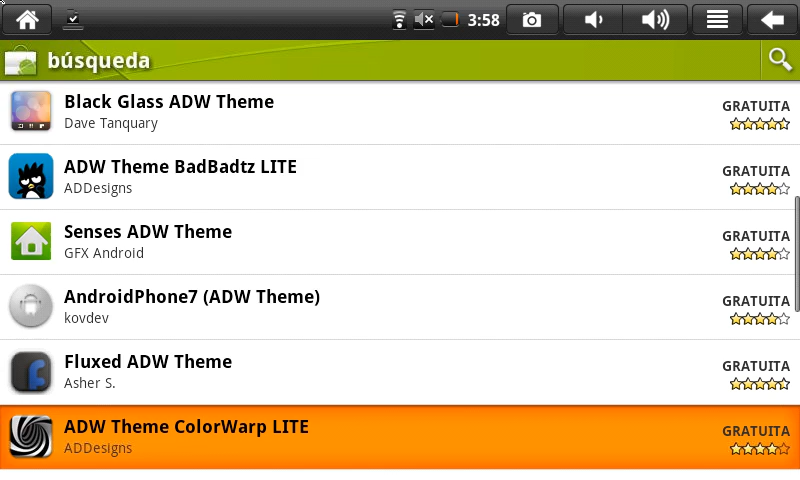 3:58
búsqueda
Black Glass ADW Theme
Dave Tanquary
GRATUITA
ADW Theme BadBadtz LITE
ADDesigns
GRATUITA
Senses ADW Theme
GFX Android
GRATUITA
AndroidPhone7 (ADW Theme)
kovdev
GRATUITA
Fluxed ADW Theme
Asher S.
GRATUITA
ADW Theme ColorWarp LITE
ADDesigns
GRATUITA